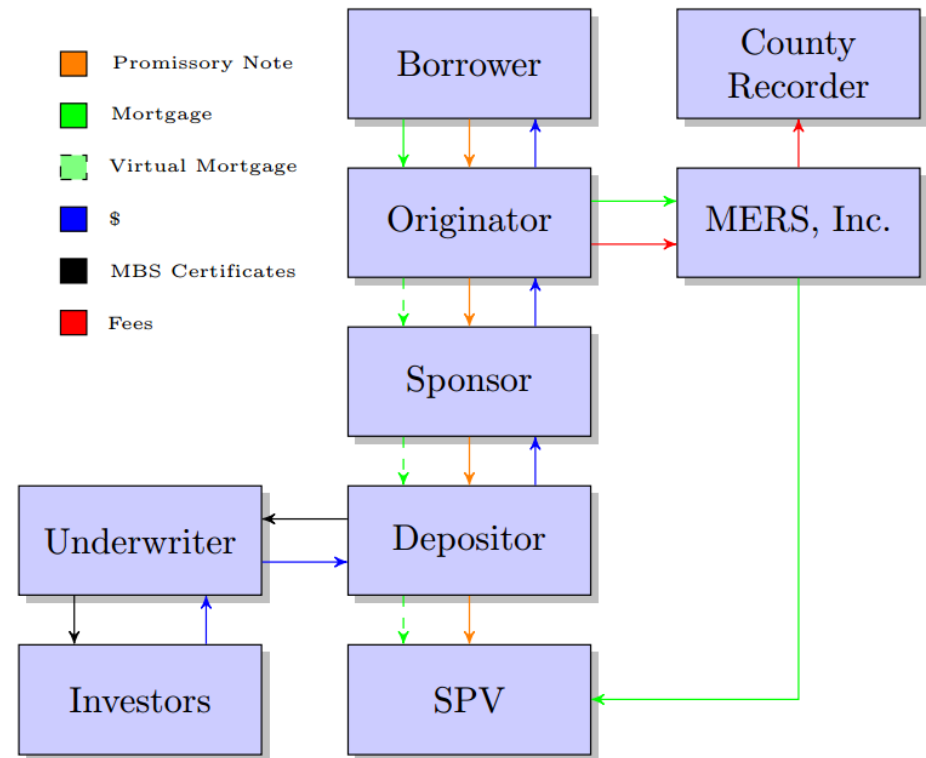 Promissory Note
Mortgage
Virtual Mortgage
$
MBS Certificates
Fees
Borrower
County
Recorder
Originator
MERS, Inc.
Sponsor
Underwriter
Depositor
Investors
SPV